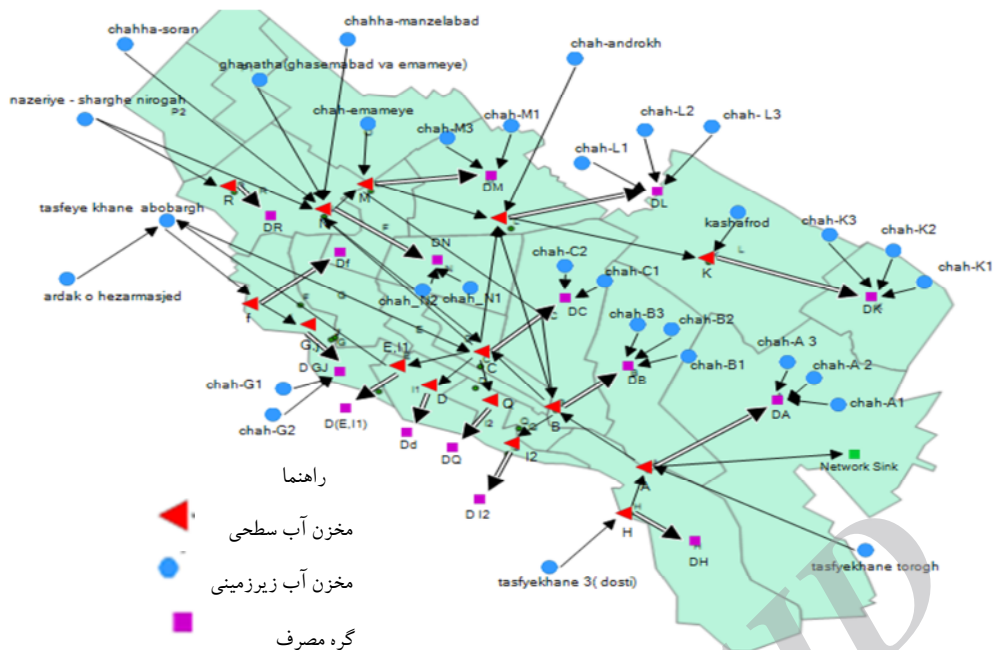 chahha-manzelabad
chahha-soran
chah-androkh
ghanatha(ghasemabad va emameye)
nazeriye - sharghe nirogah
P2
chah-emameye
chah-M3
chah-M1
chah-L2
chah- L3
chah-L1
R
R
M
DM
DL
DR
tasfeye khane abobargh
kashafrod
chah-K3
chah-K2
chah-K1
L
K
DK
DN
Df
chah_N2
chah_N1
chah-C2
chah-C1
DC
C
ardak o hezarmasjed
f
G
E
G,j
D GJ
E,I1
chah-B3
chah-B2
chah-B1
DB
C
chah-G1
chah-G2
D(E,I1)
I1
D
Dd
Q
I2
DQ
I2
D I2
B
chah-A 3
chah-A 2
chah-A1
DA
Network Sink
A
H
H
DH
tasfyekhane 3( dosti)
tasfyekhane torogh
راهنما
مخزن آب سطحی
مخزن آب زیرزمینی
گره مصرف